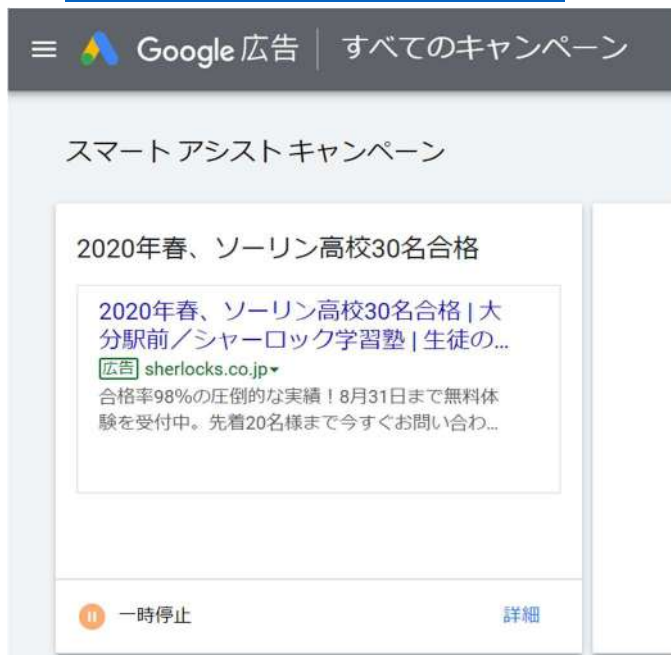 Google 広告 | すべてのキャンペーン
スマート アシスト キャンペーン
2020年春、ソーリン高校30名合格
2020年春、ソーリン高校30名合格 | 大
分駅前／シャーロック学習塾 | 生徒の...
広告 sherlocks.co.jp
合格率98%の圧倒的な実績！8月31日まで無料体
験を受付中。先着20名様まで今すぐお問い合わ...
一時停止
詳細